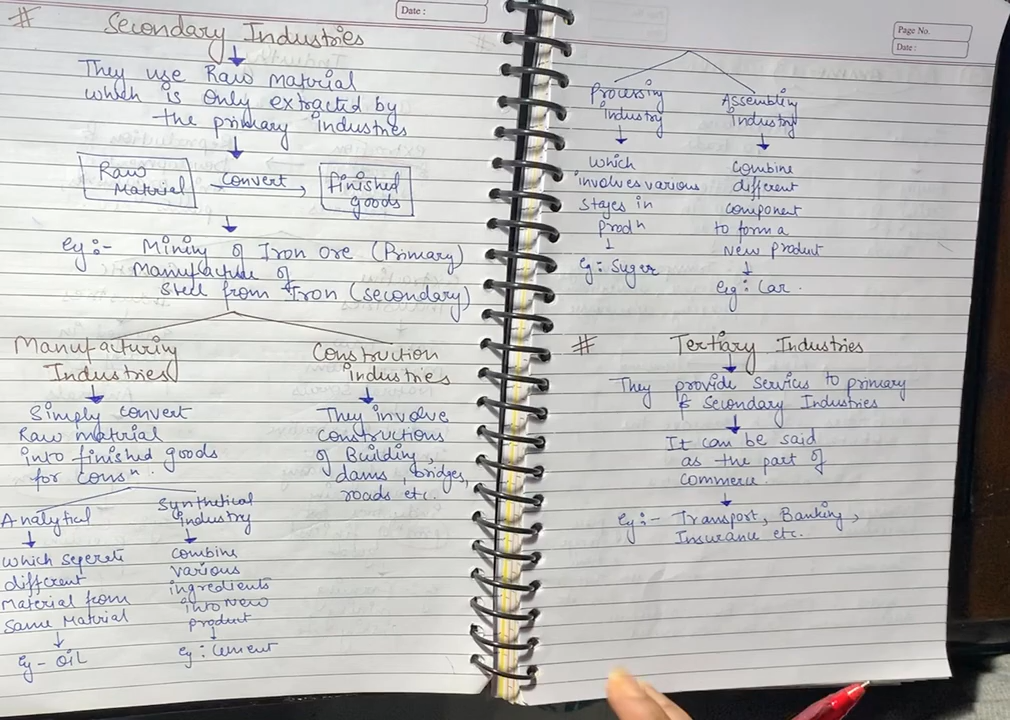 Date :
# Secondary Industries
They use Raw material
which is only extracted by
the primary industries
Raw Material
convert
finished goods
Eg :- Mining of Iron ore (Primary)
Manufacture of
Steel from Iron (secondary)
Manufacturing
Industries
Simply convert
Raw material
into finished goods
for consⁿ.
Construction
industries
They involve
constructions
of Building,
dams, bridges,
roads etc.
Analytical
which seperate
different
Material from
Same Material
Eg - OiL
Synthetical
industry
combine
various
ingredients
into new
product
Eg : Cement
Page No.
Date :
Processing
industry
which
involves various
stages in
prodⁿ
Eg : Suger
Assembling
industry
Combine
different
component
to form a
New product
Eg : Car.
# Tertiary Industries
They provide Services to primary
& Secondary Industries
It can be said
as the part of
commerce.
Eg :- Transport, Banking,
Insurance etc.